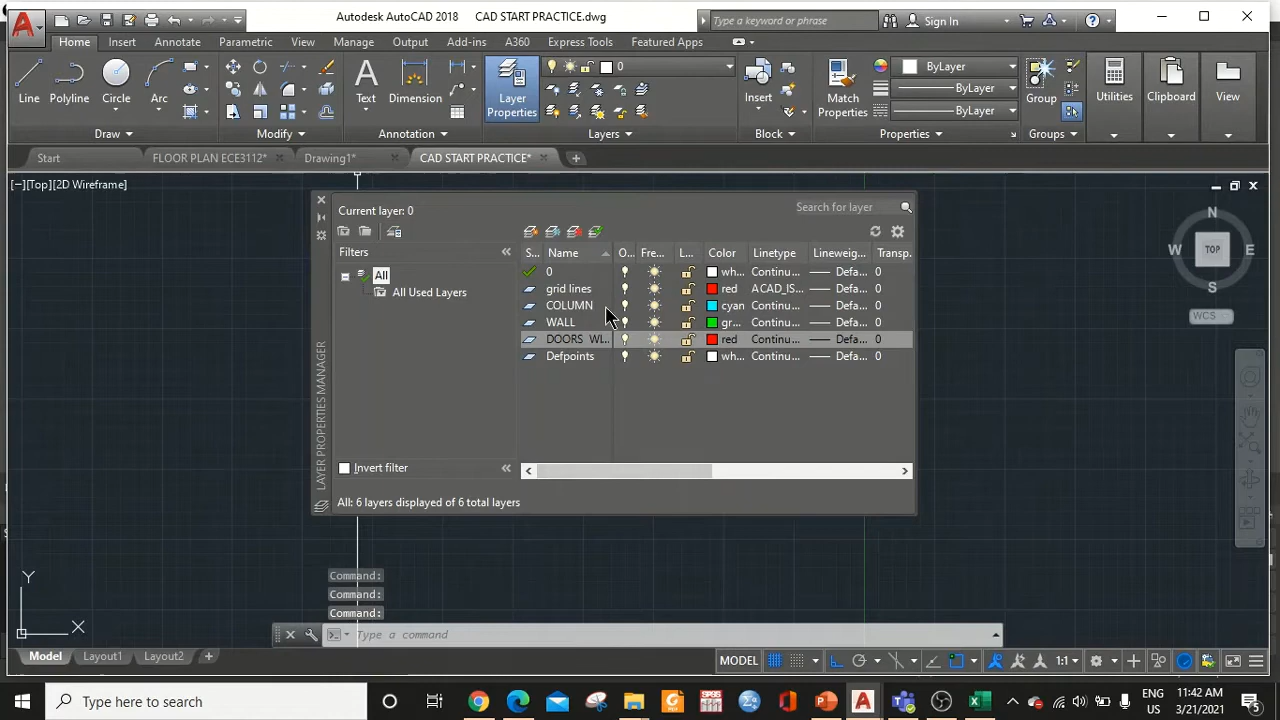 Autodesk AutoCAD 2018 CAD START PRACTICE.dwg
Type a keyword or phrase
Sign In
Home Insert Annotate Parametric View Manage Output Add-ins A360 Express Tools Featured Apps
0
ByLayer
ByLayer
ByLayer
Line Polyline Circle Arc
Text Dimension
Layer Properties
Insert
Match Properties
Group
Utilities Clipboard View
Draw Modify Annotation Layers Block Properties Groups
Start FLOOR PLAN ECE3112* Drawing1* CAD START PRACTICE*
[−][Top][2D Wireframe]
Current layer: 0
Search for layer
Filters
S.. Name O.. Fre... L... Color Linetype Lineweig... Transp.
All
All Used Layers
0 wh... Continu... Defa... 0
grid lines red ACAD_IS... Defa... 0
COLUMN cyan Continu... Defa... 0
WALL gr... Continu... Defa... 0
DOORS WI... red Continu... Defa... 0
Defpoints wh... Continu... Defa... 0
Invert filter
All: 6 layers displayed of 6 total layers
LAYER PROPERTIES MANAGER
N
W TOP E
S
WCS
Y
X
Command:
Command:
Command:
Type a command
Model Layout1 Layout2
MODEL
1:1
Type here to search
ENG
US
11:42 AM
3/21/2021
5